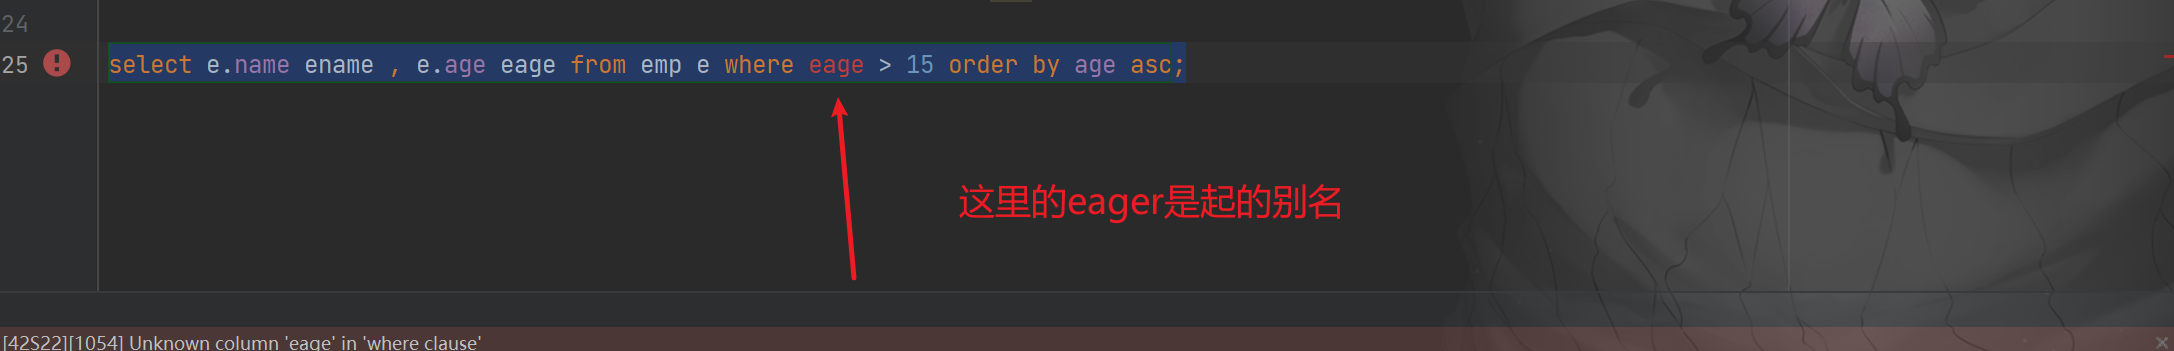 24
25 select e.name ename , e.age eage from emp e where eage > 15 order by age asc;
这里的eager是起的别名
[42S22][1054] Unknown column 'eage' in 'where clause'